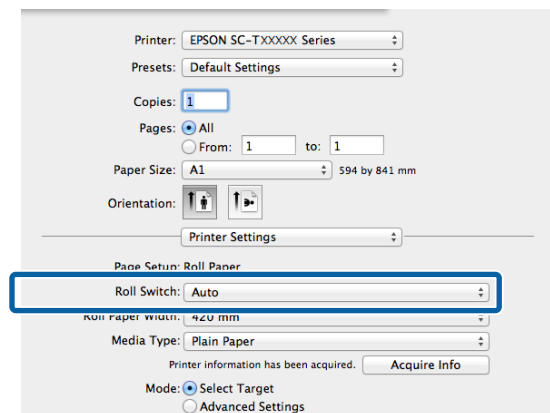 Printer: EPSON SC-TXXXXX Series
Presets: Default Settings
Copies: 1
Pages: All
From: 1 to: 1
Paper Size: A1 594 by 841 mm
Orientation:
Printer Settings
Page Setup: Roll Paper
Roll Switch: Auto
Roll Paper Width: 420 mm
Media Type: Plain Paper
Printer information has been acquired. Acquire Info
Mode: Select Target
Advanced Settings